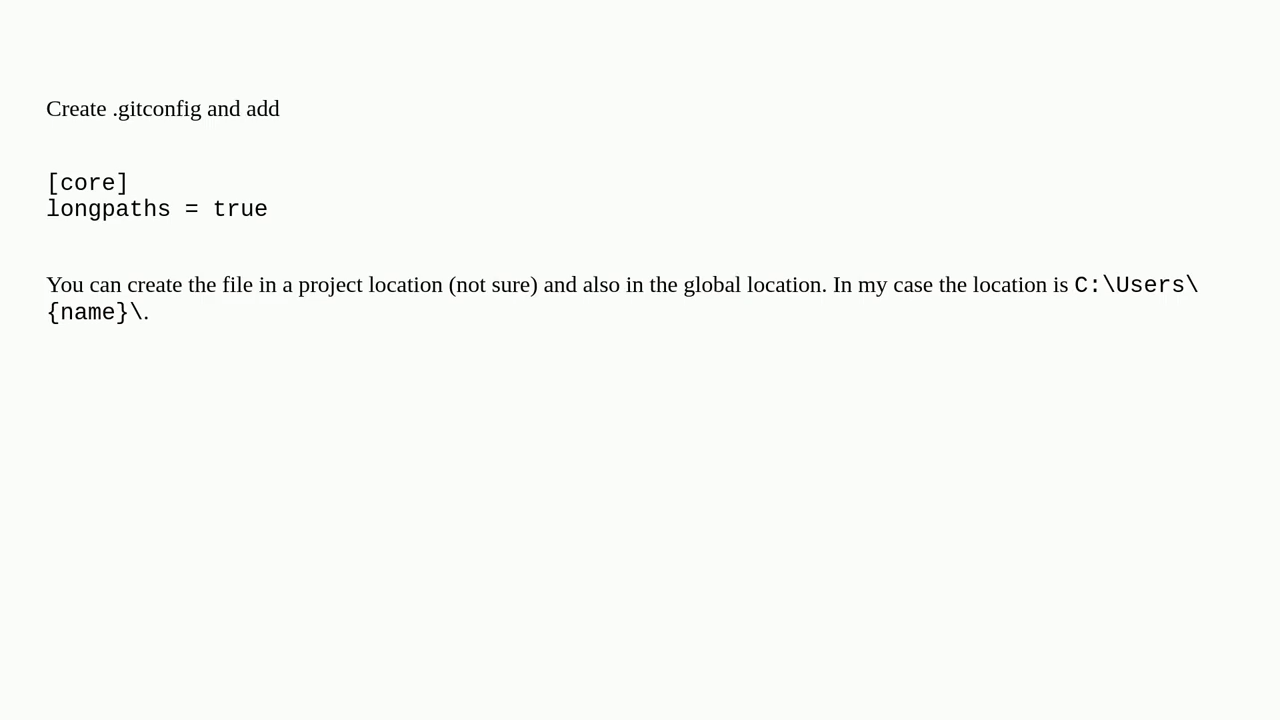 Create .gitconfig and add
[core]
longpaths = true
You can create the file in a project location (not sure) and also in the global location. In my case the location is C:\Users\
{name}\.